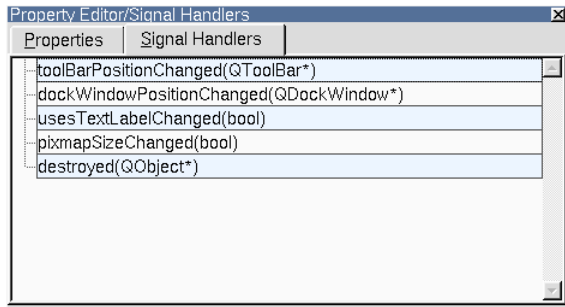 Property Editor/Signal Handlers
Properties
Signal Handlers
toolBarPositionChanged(QToolBar*)
dockWindowPositionChanged(QDockWindow*)
usesTextLabelChanged(bool)
pixmapSizeChanged(bool)
destroyed(QObject*)